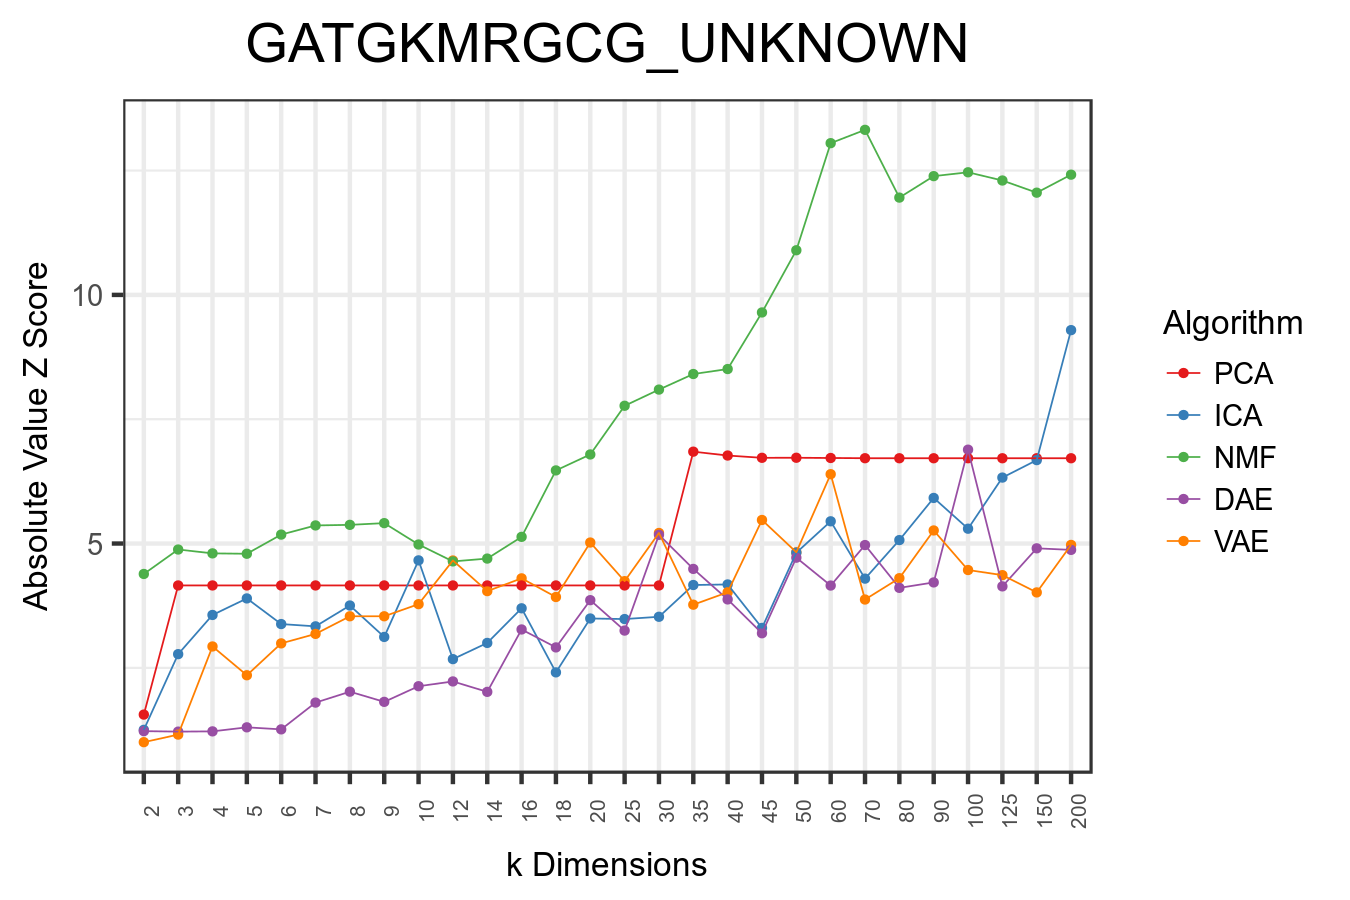 GATGKMRGCG_UNKNOWN
Absolute Value Z Score
10
5
2 3 4 5 6 7 8 9 10 12 14 16 18 20 25 30 35 40 45 50 60 70 80 90 100 125 150 200
k Dimensions
Algorithm
PCA
ICA
NMF
DAE
VAE